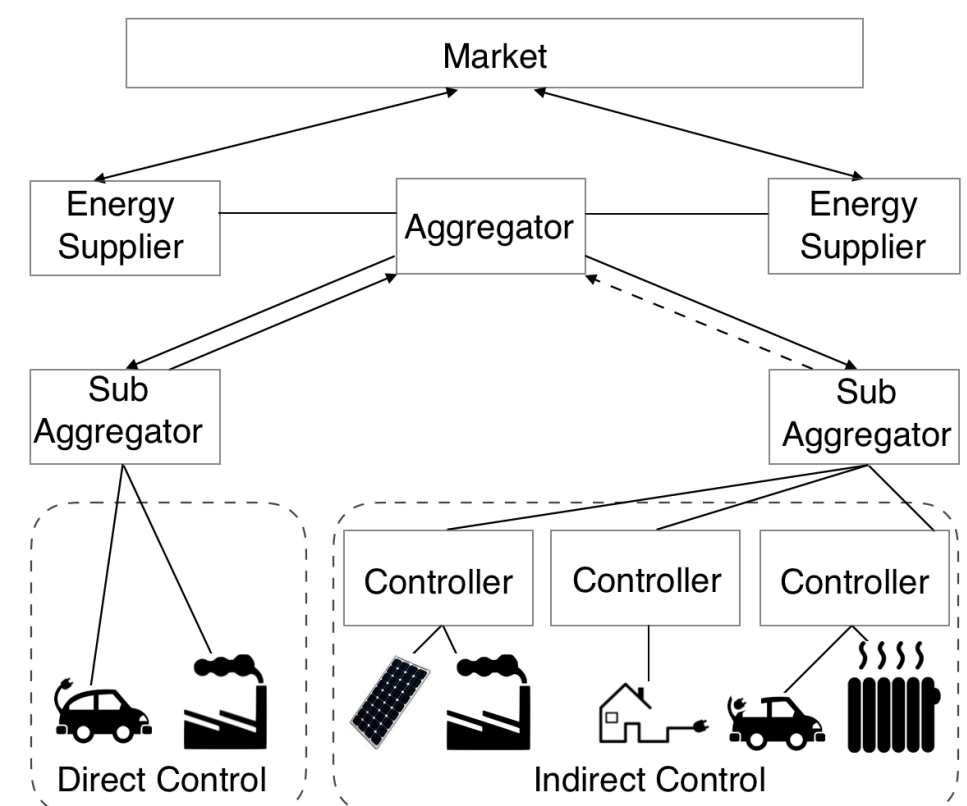 Market
Energy
Supplier
Aggregator
Energy
Supplier
Sub
Aggregator
Sub
Aggregator
Controller
Controller
Controller
Direct Control
Indirect Control